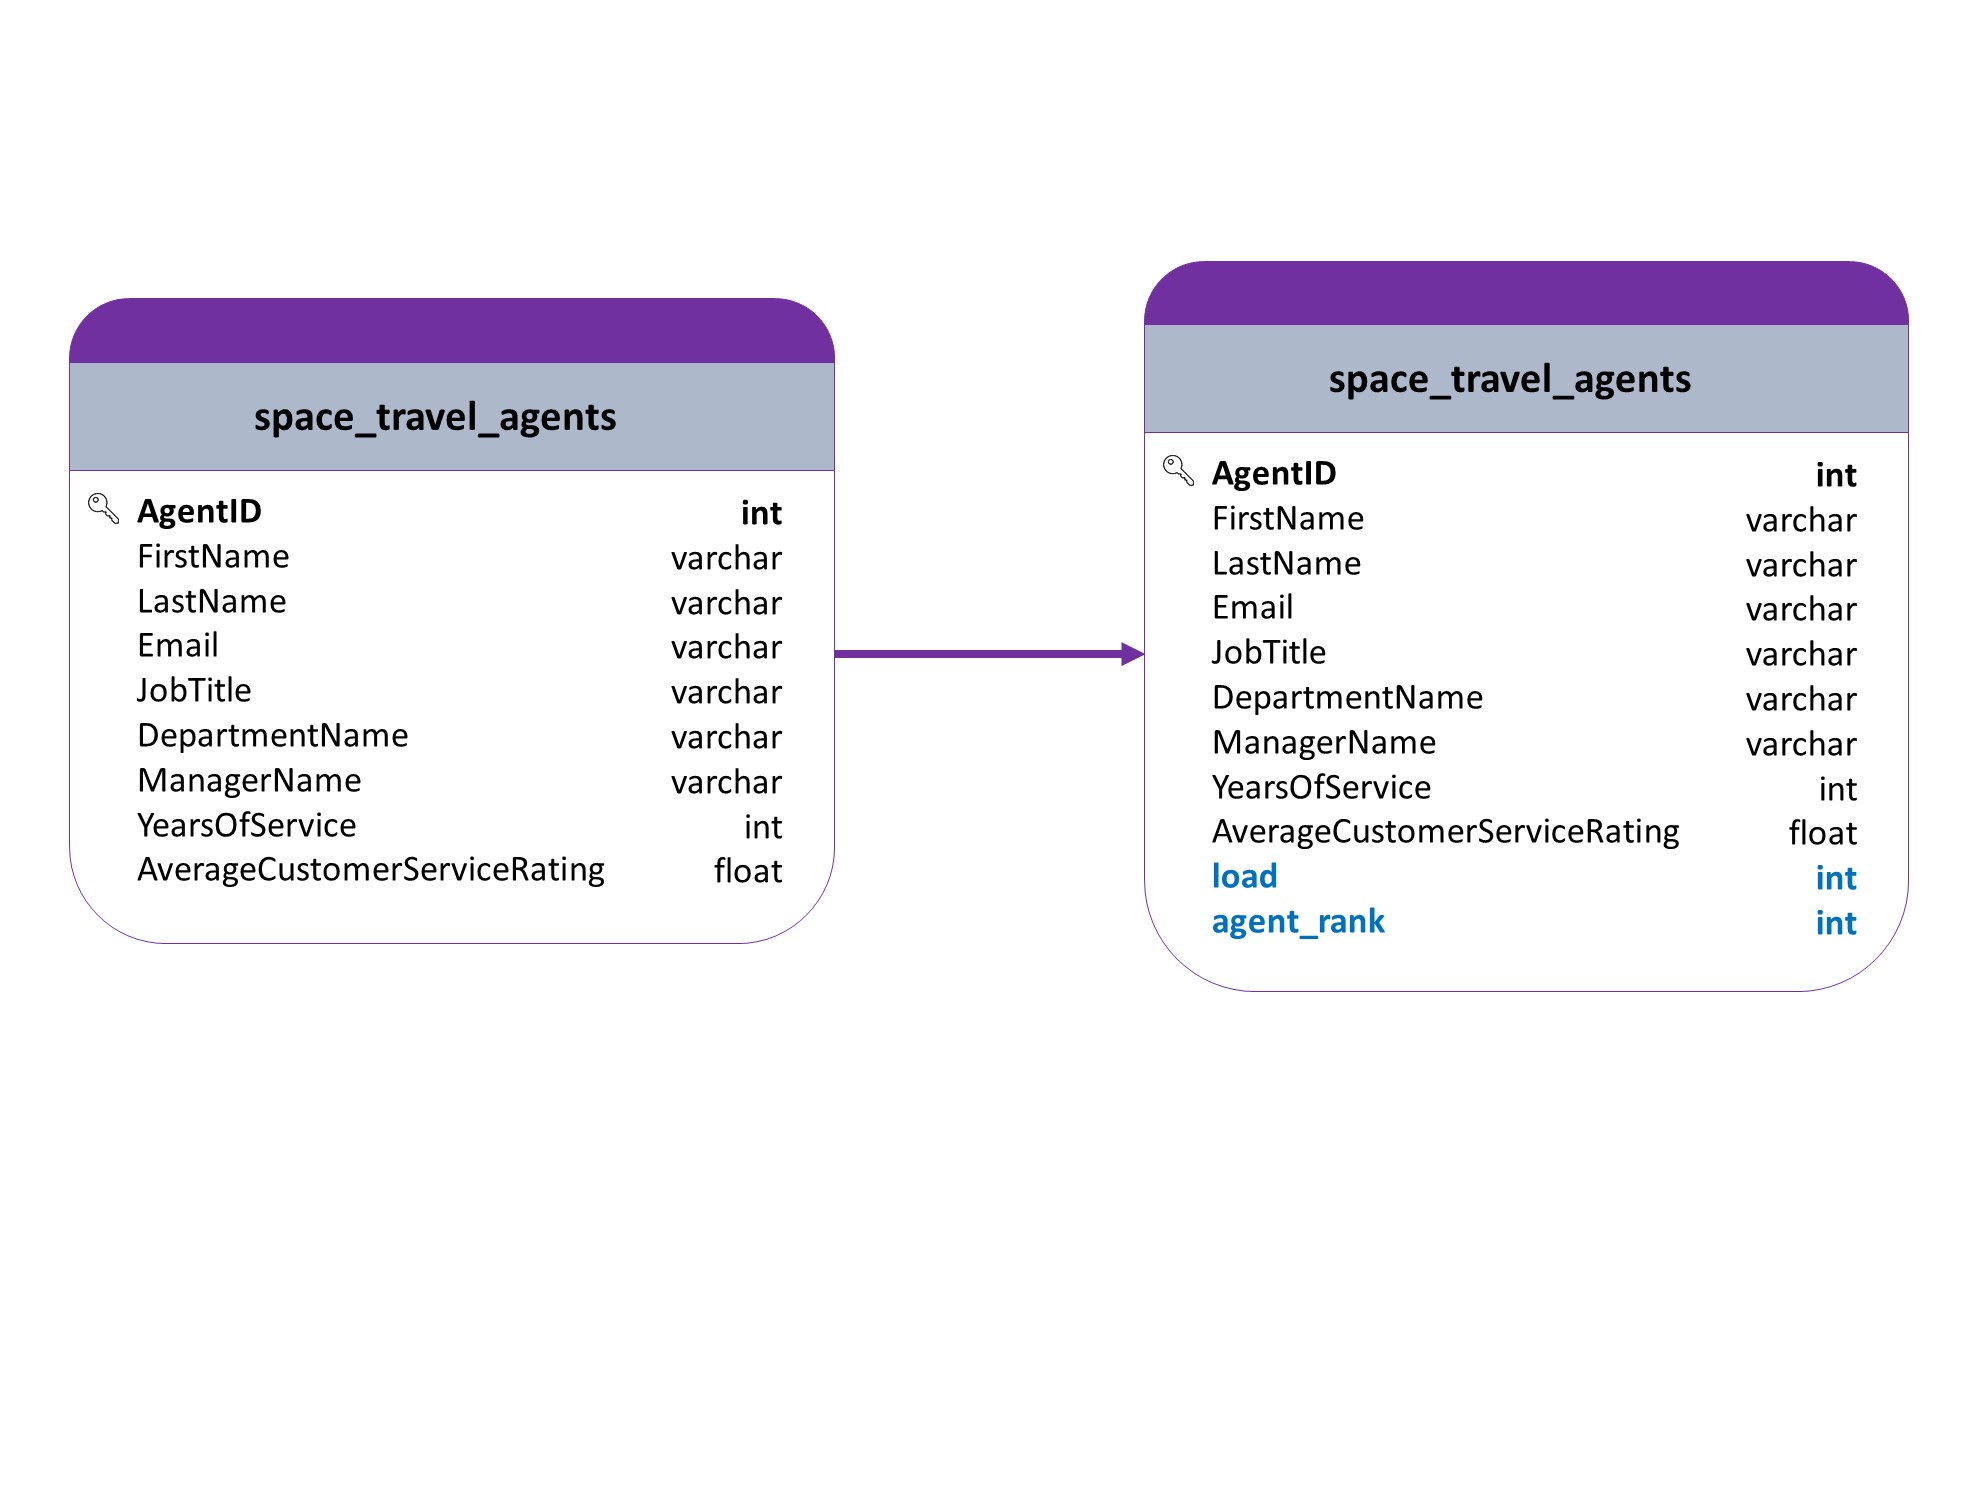 space_travel_agents
AgentID int
FirstName varchar
LastName varchar
Email varchar
JobTitle varchar
DepartmentName varchar
ManagerName varchar
YearsOfService int
AverageCustomerServiceRating float
space_travel_agents
AgentID int
FirstName varchar
LastName varchar
Email varchar
JobTitle varchar
DepartmentName varchar
ManagerName varchar
YearsOfService int
AverageCustomerServiceRating float
load int
agent_rank int